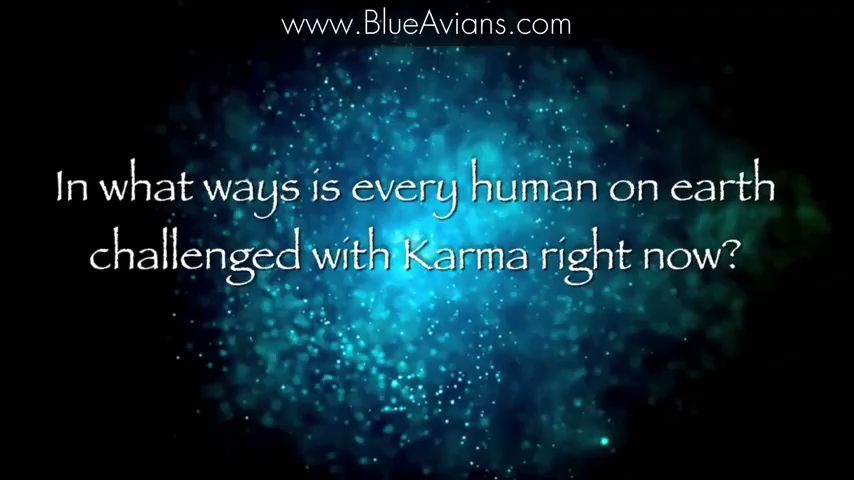 www.BlueAvians.com
In what ways is every human on earth
challenged with Karma right now?